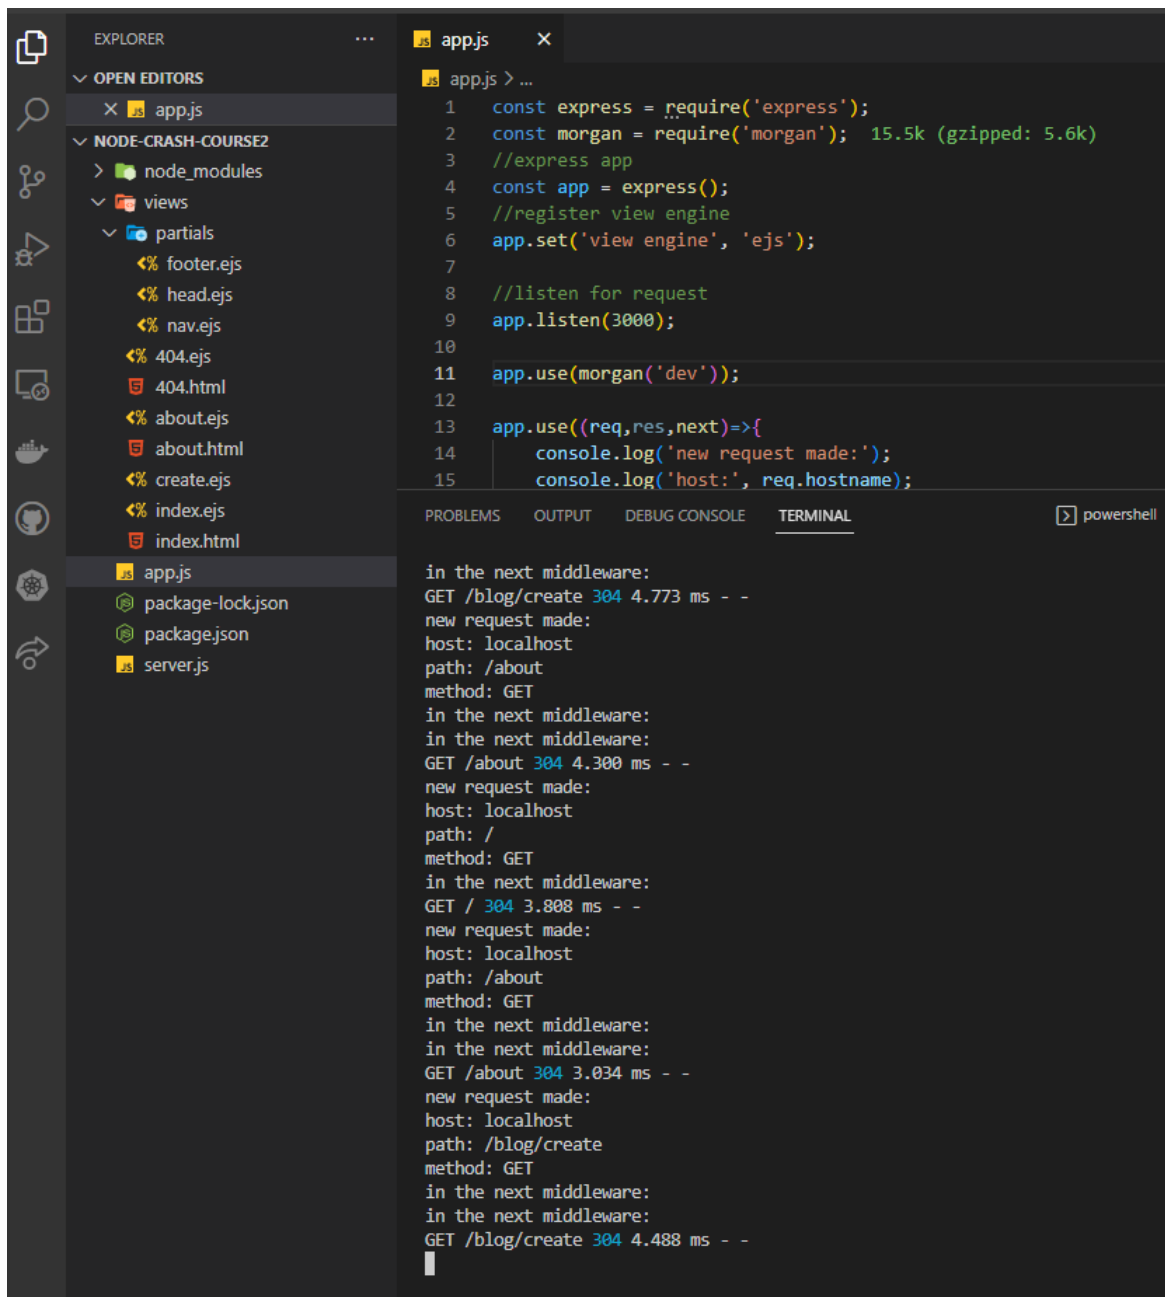 EXPLORER
OPEN EDITORS
app.js
NODE-CRASH-COURSE2
node_modules
views
partials
footer.ejs
head.ejs
nav.ejs
404.ejs
404.html
about.ejs
about.html
create.ejs
index.ejs
index.html
app.js
package-lock.json
package.json
server.js
app.js
app.js > ...
1 const express = require('express');
2 const morgan = require('morgan'); 15.5k (gzipped: 5.6k)
3 //express app
4 const app = express();
5 //register view engine
6 app.set('view engine', 'ejs');
7
8 //listen for request
9 app.listen(3000);
10
11 app.use(morgan('dev'));
12
13 app.use((req,res,next)=>{
14 console.log('new request made:');
15 console.log('host:', req.hostname);
PROBLEMS OUTPUT DEBUG CONSOLE TERMINAL powershell
in the next middleware:
GET /blog/create 304 4.773 ms - -
new request made:
host: localhost
path: /about
method: GET
in the next middleware:
in the next middleware:
GET /about 304 4.300 ms - -
new request made:
host: localhost
path: /
method: GET
in the next middleware:
GET / 304 3.808 ms - -
new request made:
host: localhost
path: /about
method: GET
in the next middleware:
in the next middleware:
GET /about 304 3.034 ms - -
new request made:
host: localhost
path: /blog/create
method: GET
in the next middleware:
in the next middleware:
GET /blog/create 304 4.488 ms - -